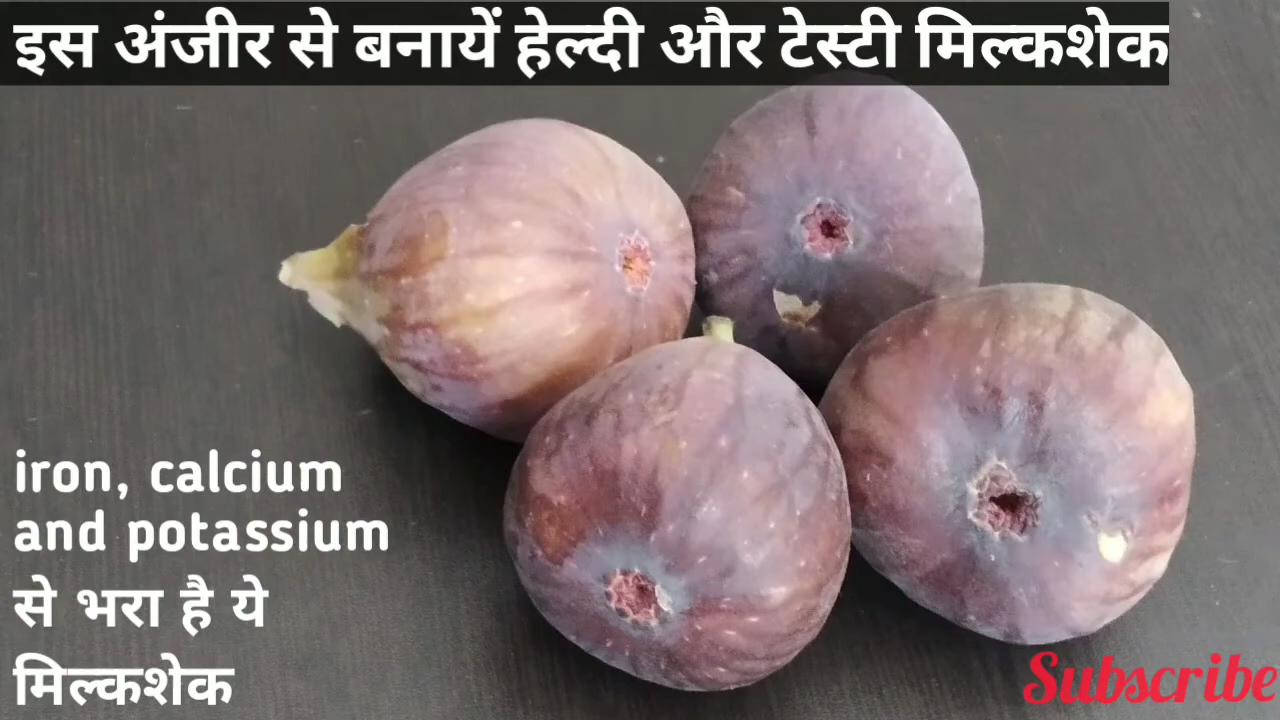 इस अंजीर से बनायें हेल्दी और टेस्टी मिल्कशेक
iron, calcium
and potassium
से भरा है ये
मिल्कशेक
Subscribe